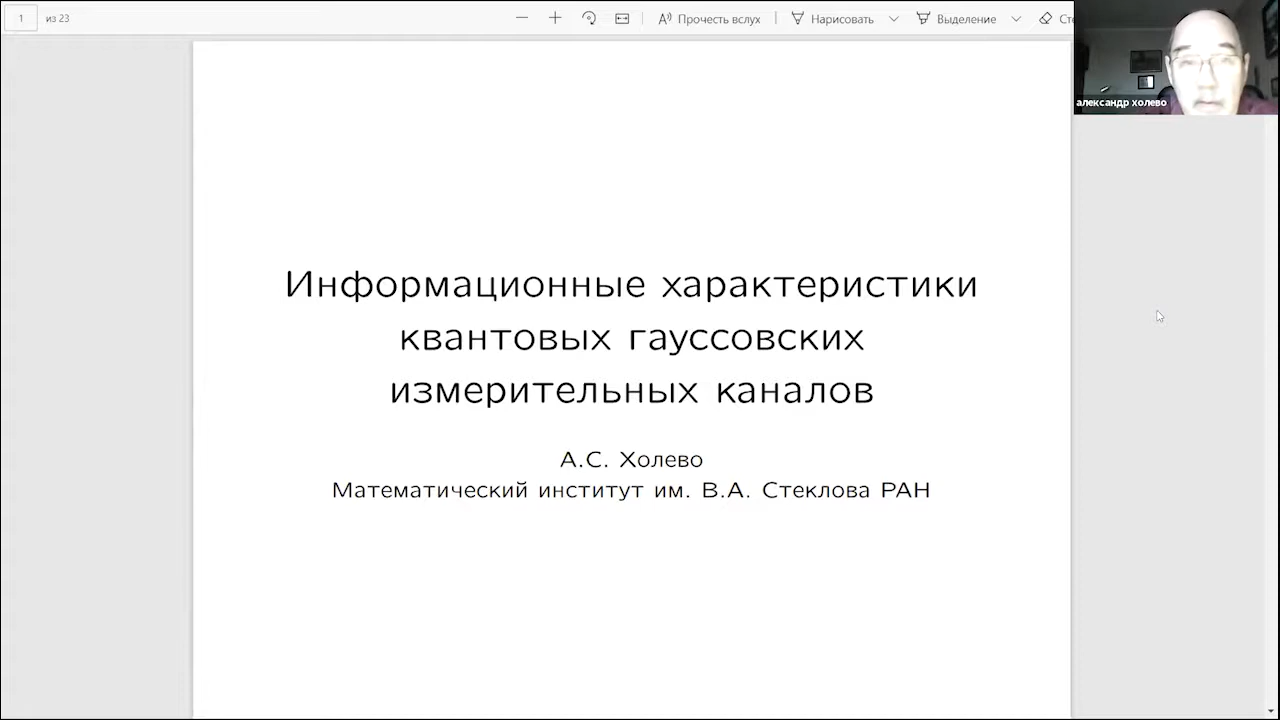 1 из 23 Прочесть вслух Нарисовать Выделение
александр холево
Информационные характеристики
квантовых гауссовских
измерительных каналов
А.С. Холево
Математический институт им. В.А. Стеклова РАН